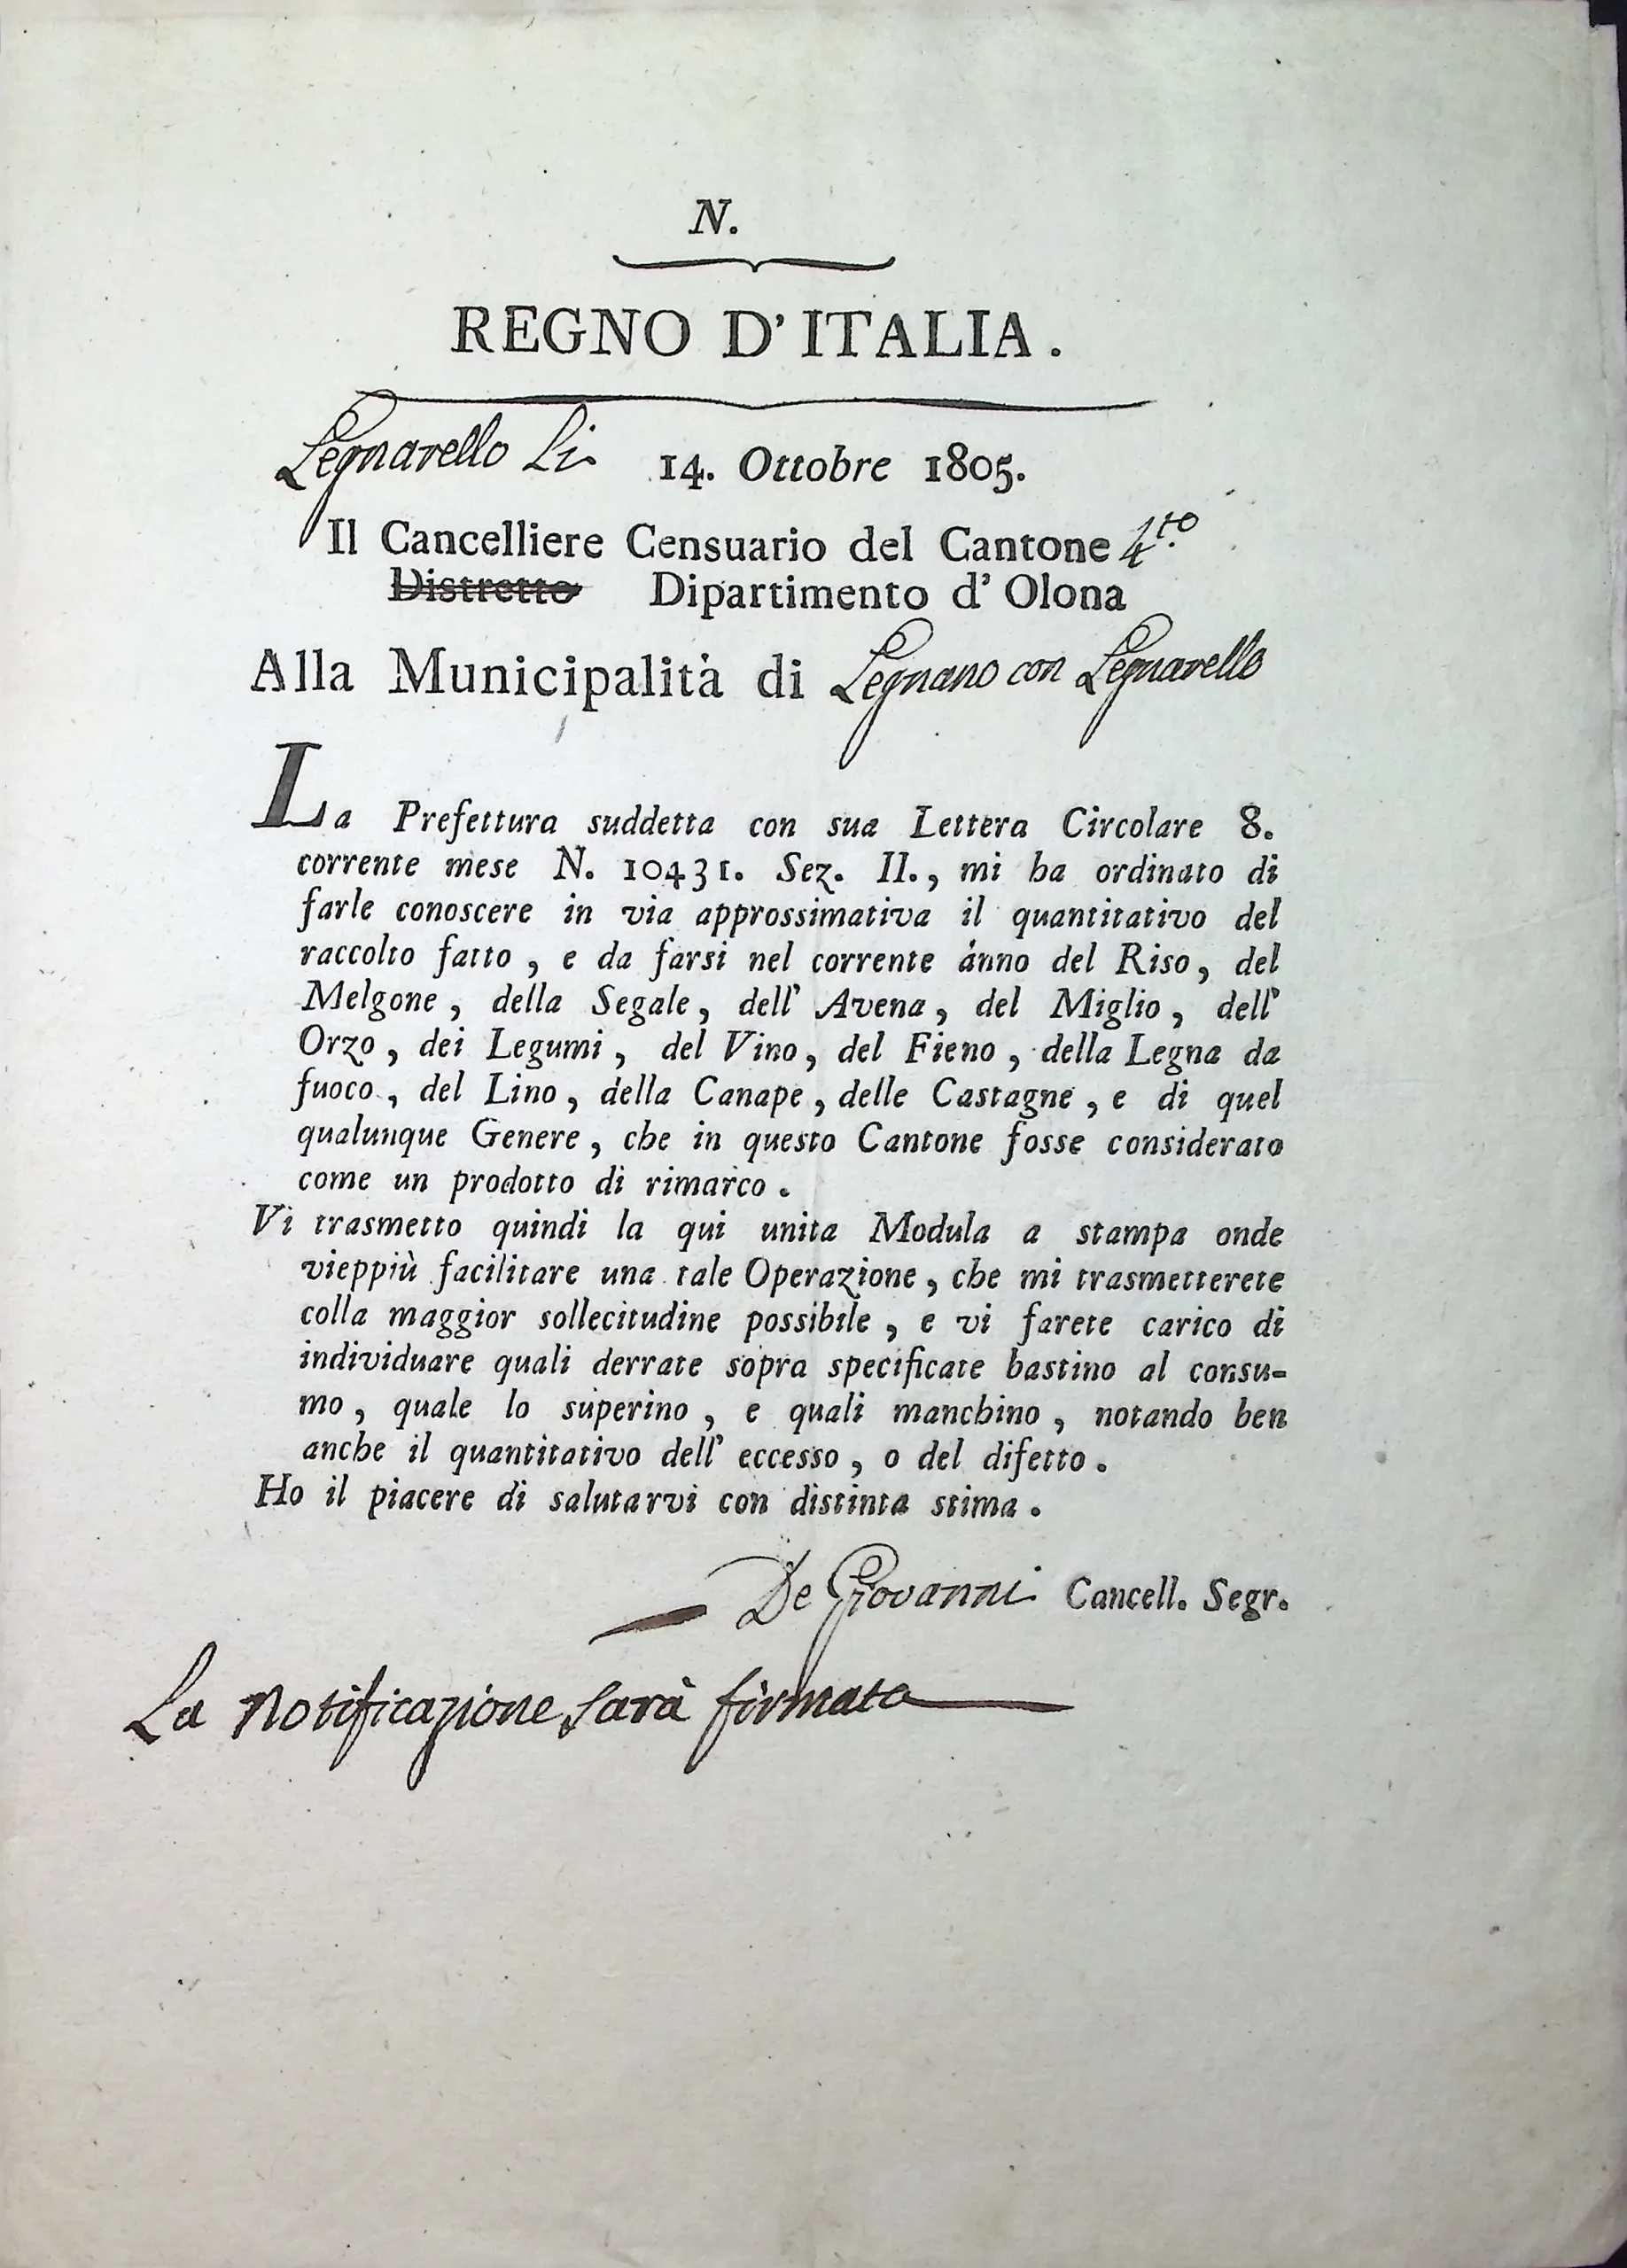 N.
REGNO D'ITALIA.
Legnarello Li 14. Ottobre 1805.
Il Cancelliere Censuario del Cantone 4.to
Distretto Dipartimento d' Olona
Alla Municipalità di Legnano con Legnarello
La Prefettura suddetta con sua Lettera Circolare 8.
corrente mese N. 10431. Sez. II., mi ha ordinato di
farle conoscere in via approssimativa il quantitativo del
raccolto fatto, e da farsi nel corrente anno del Riso, del
Melgone, della Segale, dell' Avena, del Miglio, dell'
Orzo, dei Legumi, del Vino, del Fieno, della Legna da
fuoco, del Lino, della Canape, delle Castagne, e di quel
qualunque Genere, che in questo Cantone fosse considerato
come un prodotto di rimarco.
Vi trasmetto quindi la qui unita Modula a stampa onde
vieppiù facilitare una tale Operazione, che mi trasmetterete
colla maggior sollecitudine possibile, e vi farete carico di
individuare quali derrate sopra specificate bastino al consu=
mo, quale lo superino, e quali manchino, notando ben
anche il quantitativo dell' eccesso, o del difetto.
Ho il piacere di salutarvi con distinta stima.
De Giovanni Cancell. Segr.
La Notificazione sarà firmata